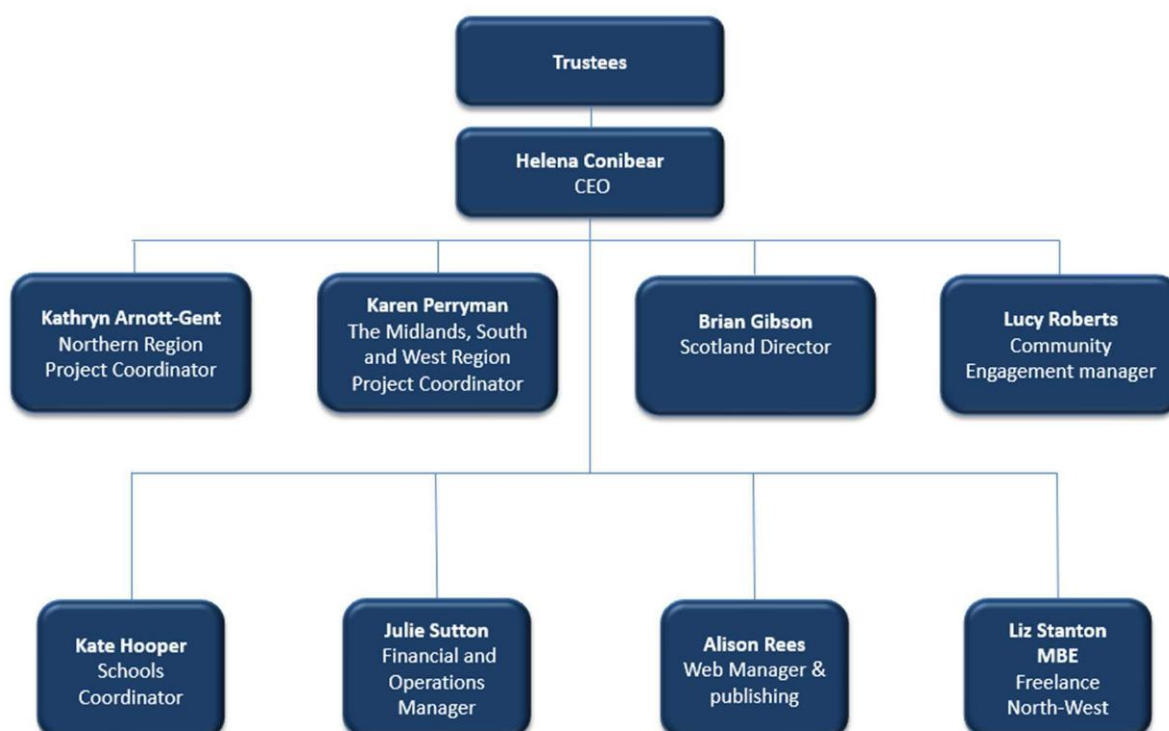 Trustees
Helena Conibear
CEO
Kathryn Arnott-Gent
Northern Region
Project Coordinator
Karen Perryman
The Midlands, South
and West Region
Project Coordinator
Brian Gibson
Scotland Director
Lucy Roberts
Community
Engagement manager
Kate Hooper
Schools
Coordinator
Julie Sutton
Financial and
Operations
Manager
Alison Rees
Web Manager &
publishing
Liz Stanton
MBE
Freelance
North-West